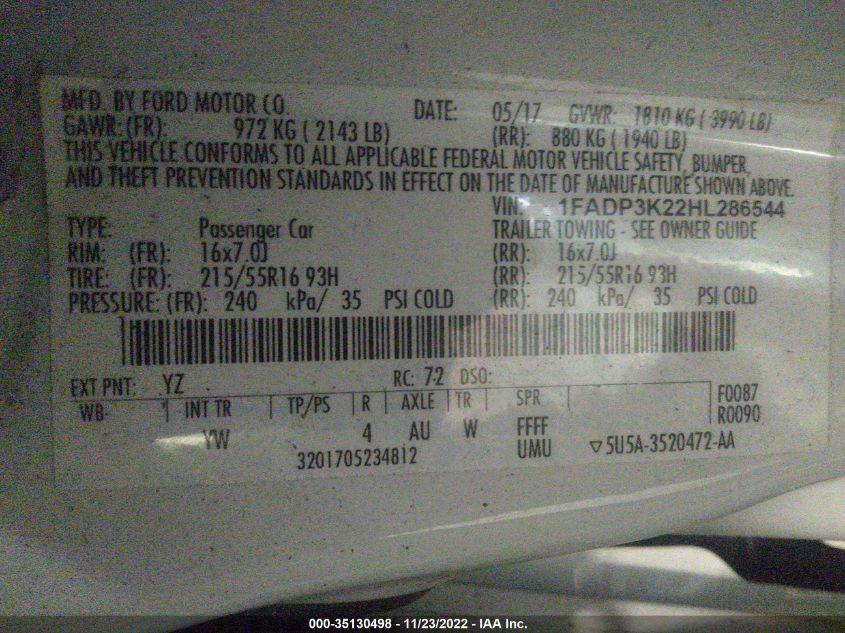 MFD. BY FORD MOTOR CO. DATE: 05/17 GVWR: 1810 KG ( 3990 LB)
GAWR: (FR): 972 KG ( 2143 LB) (RR): 880 KG ( 1940 LB)
THIS VEHICLE CONFORMS TO ALL APPLICABLE FEDERAL MOTOR VEHICLE SAFETY, BUMPER,
AND THEFT PREVENTION STANDARDS IN EFFECT ON THE DATE OF MANUFACTURE SHOWN ABOVE.
VIN: 1FADP3K22HL286544
TYPE: Passenger Car TRAILER TOWING - SEE OWNER GUIDE
RIM: (FR): 16x7.0J (RR): 16x7.0J
TIRE: (FR): 215/55R16 93H (RR): 215/55R16 93H
PRESSURE: (FR): 240 kPa/ 35 PSI COLD (RR): 240 kPa/ 35 PSI COLD
EXT PNT: YZ RC: 72 DSO:
WB INT TR TP/PS R AXLE TR SPR F0087
R0090
YW 4 AU W FFFF
3201705234812 UMU ▽5U5A-3520472-AA
000-35130498 - 11/23/2022 - IAA Inc.